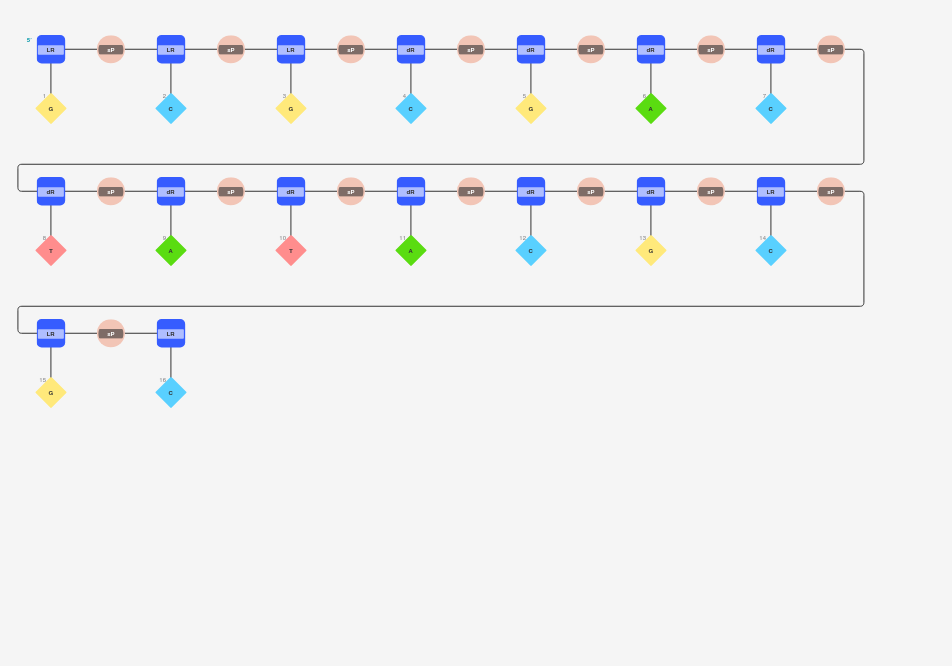 5'
LR sP LR sP LR sP dR sP dR sP dR sP dR sP
1 2 3 4 5 6 7
G C G C G A C
dR sP dR sP dR sP dR sP dR sP dR sP LR sP
8 9 10 11 12 13 14
T A T A C G C
LR sP LR
15 16
G C